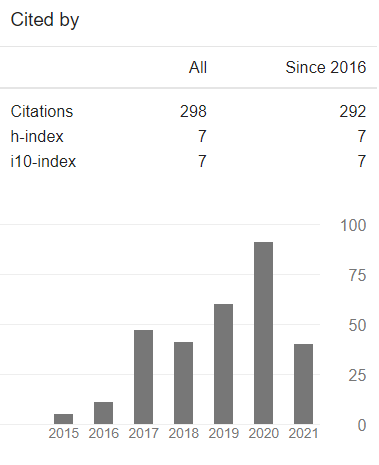 Cited by
All Since 2016
Citations 298 292
h-index 7 7
i10-index 7 7
100
75
50
25
0
2015 2016 2017 2018 2019 2020 2021